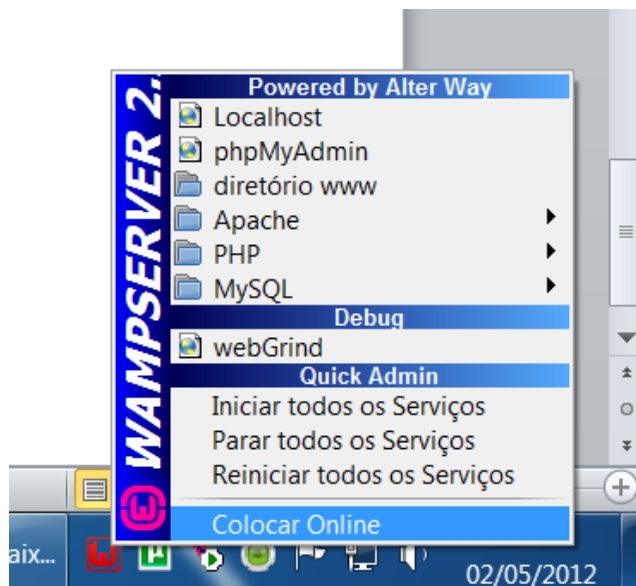 Powered by Alter Way
Localhost
phpMyAdmin
diretório www
Apache
PHP
MySQL
Debug
webGrind
Quick Admin
Iniciar todos os Serviços
Parar todos os Serviços
Reiniciar todos os Serviços
Colocar Online
WAMPSERVER 2..
aix...
02/05/2012